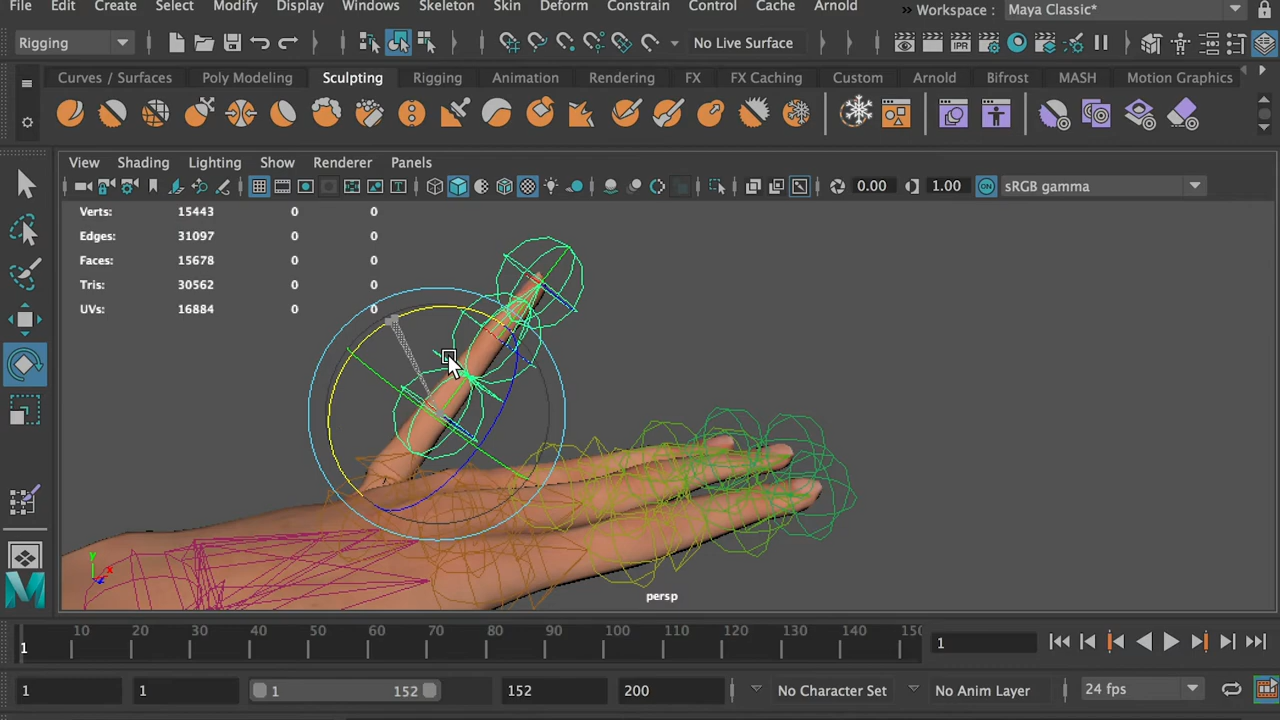 File Edit Create Select Modify Display Windows Skeleton Skin Deform Constrain Control Cache Arnold » Workspace : Maya Classic*
Rigging No Live Surface
Curves / Surfaces Poly Modeling Sculpting Rigging Animation Rendering FX FX Caching Custom Arnold Bifrost MASH Motion Graphics
View Shading Lighting Show Renderer Panels
0.00 1.00 ON sRGB gamma
Verts: 15443 0 0
Edges: 31097 0 0
Faces: 15678 0 0
Tris: 30562 0 0
UVs: 16884 0 0
y
x
persp
10 20 30 40 50 60 70 80 90 100 110 120 130 140 150
1 1
1 1 1 152 152 200 No Character Set No Anim Layer 24 fps